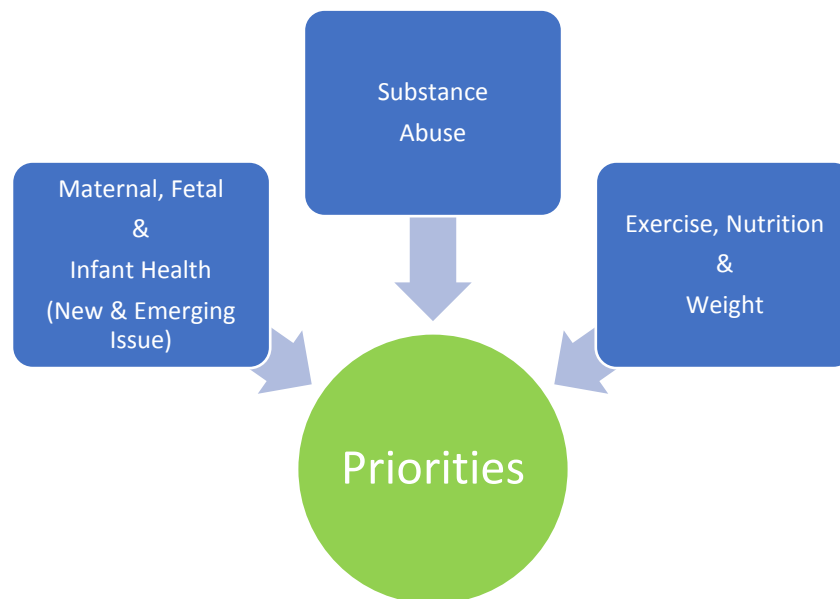 Substance
Abuse
Maternal, Fetal
&
Infant Health
(New & Emerging
Issue)
Exercise, Nutrition
&
Weight
Priorities